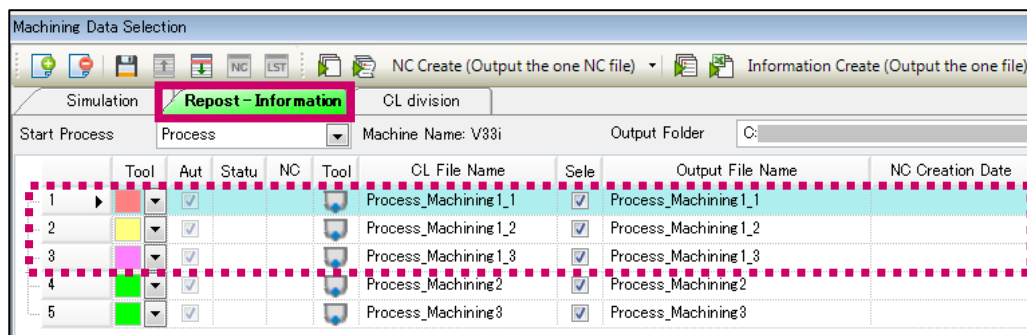 Machining Data Selection
NC LST NC Create (Output the one NC file) Information Create (Output the one file)
Simulation Repost-Information CL division
Start Process Process Machine Name: V33i Output Folder C:
Tool Aut Statu NC Tool CL File Name Sele Output File Name NC Creation Date
1 Process_Machining1_1 Process_Machining1_1
2 Process_Machining1_2 Process_Machining1_2
3 Process_Machining1_3 Process_Machining1_3
4 Process_Machining2 Process_Machining2
5 Process_Machining3 Process_Machining3